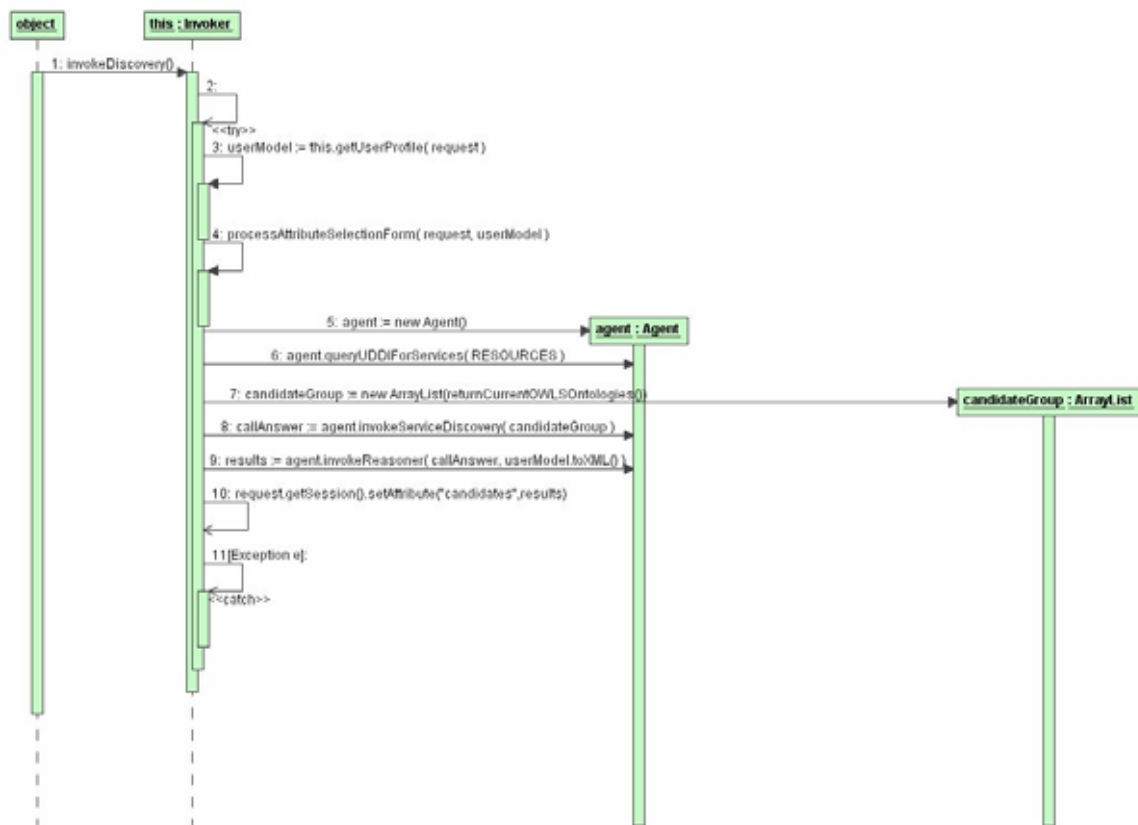 object
this : Invoker
1: invokeDiscovery()
2:
<<try>>
3: userModel := this.getUserProfile( request )
4: processAttributeSelectionForm( request, userModel )
5: agent := new Agent()
agent : Agent
6: agent.queryUDDIForServices( RESOURCES )
7: candidateGroup := new ArrayList(returnCurrentOWLSOntologies())
candidateGroup : ArrayList
8: callAnswer := agent.invokeServiceDiscovery( candidateGroup )
9: results := agent.invokeReasoner( callAnswer, userModel.toXML() )
10: request.getSession().setAttribute("candidates",results)
11[Exception e]:
<<catch>>